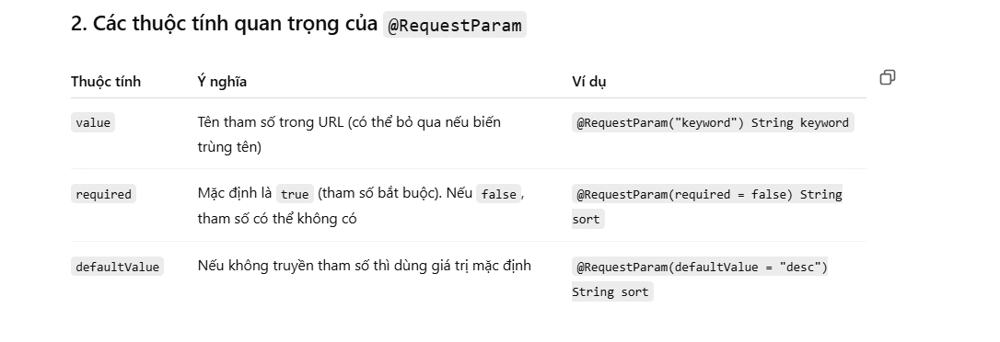 2. Các thuộc tính quan trọng của @RequestParam
Thuộc tính Ý nghĩa Ví dụ
value Tên tham số trong URL (có thể bỏ qua nếu biến @RequestParam("keyword") String keyword
trùng tên)
required Mặc định là true (tham số bắt buộc). Nếu false, @RequestParam(required = false) String
tham số có thể không có sort
defaultValue Nếu không truyền tham số thì dùng giá trị mặc định @RequestParam(defaultValue = "desc")
String sort